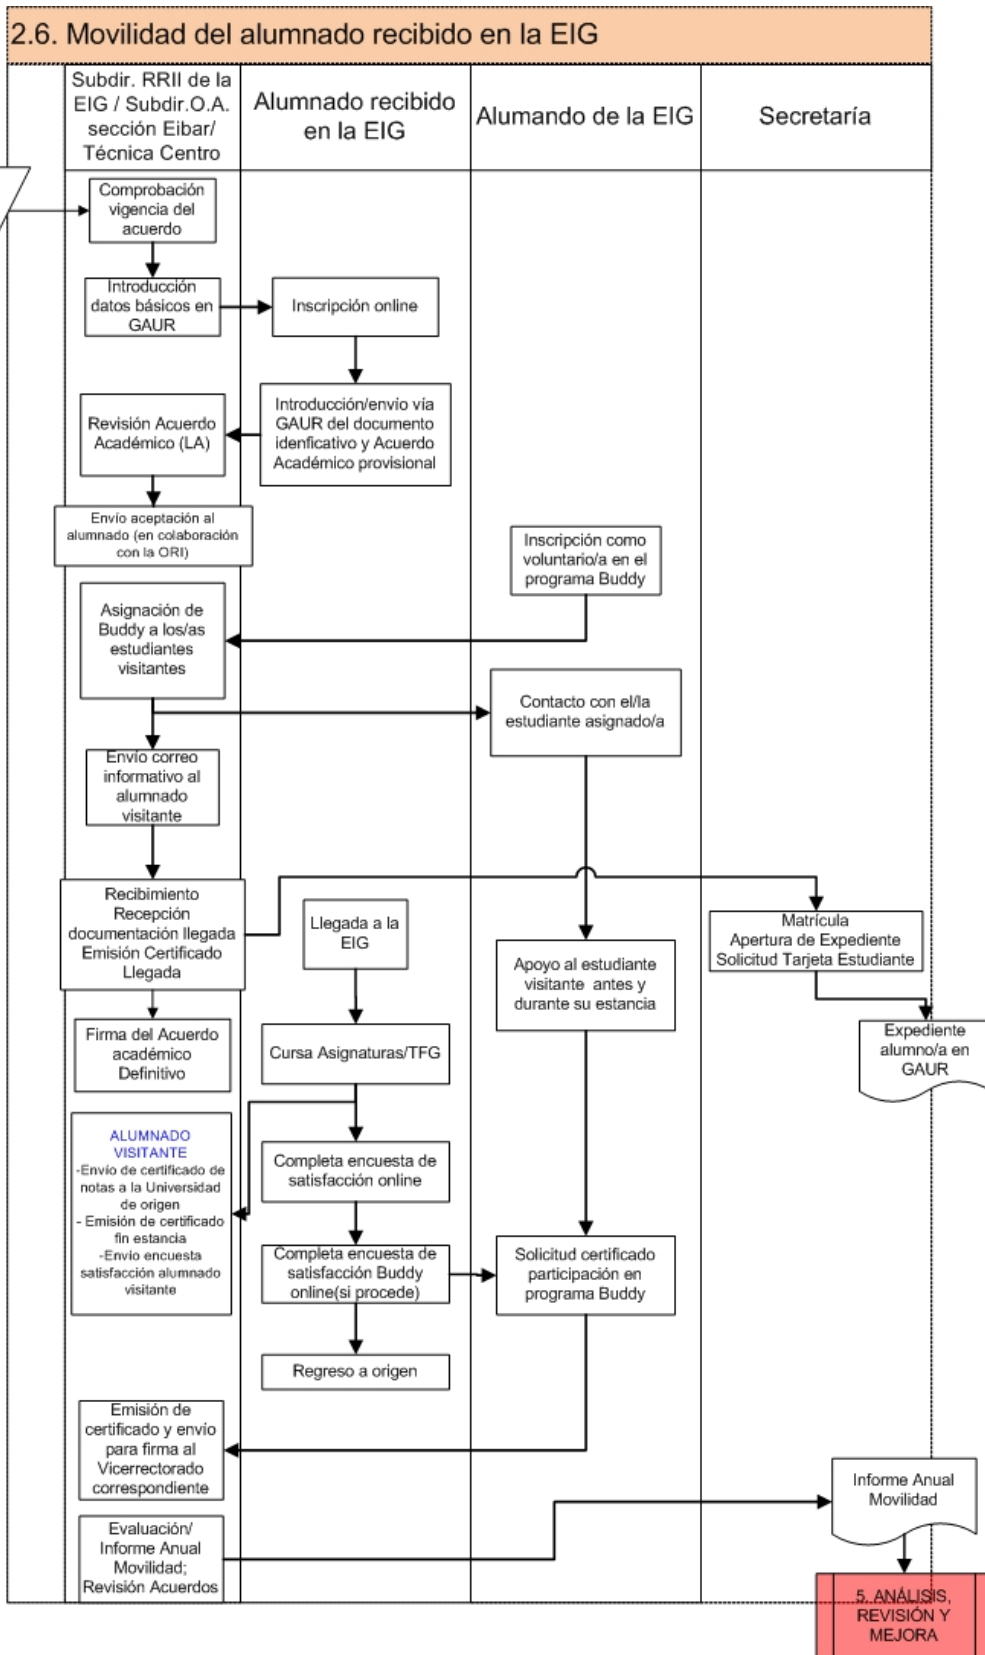 2.6. Movilidad del alumnado recibido en la EIG
Subdir. RRII de la
EIG / Subdir.O.A.
sección Eibar/
Técnica Centro
Alumnado recibido
en la EIG
Alumando de la EIG
Secretaría
Comprobación
vigencia del
acuerdo
Introducción
datos básicos en
GAUR
Inscripción online
Revisión Acuerdo
Académico (LA)
Introducción/envío vía
GAUR del documento
idenficativo y Acuerdo
Académico provisional
Envío aceptación al
alumnado (en colaboración
con la ORI)
Inscripción como
voluntario/a en el
programa Buddy
Asignación de
Buddy a los/as
estudiantes
visitantes
Contacto con el/la
estudiante asignado/a
Envío correo
informativo al
alumnado
visitante
Recibimiento
Recepción
documentación llegada
Emisión Certificado
Llegada
Llegada a la
EIG
Apoyo al estudiante
visitante antes y
durante su estancia
Matrícula
Apertura de Expediente
Solicitud Tarjeta Estudiante
Firma del Acuerdo
académico
Definitivo
Cursa Asignaturas/TFG
Expediente
alumno/a en
GAUR
ALUMNADO
VISITANTE
-Envío de certificado de
notas a la Universidad
de origen
- Emisión de certificado
fin estancia
-Envio encuesta
satisfacción alumnado
visitante
Completa encuesta de
satisfacción online
Completa encuesta de
satisfacción Buddy
online(si procede)
Solicitud certificado
participación en
programa Buddy
Regreso a origen
Emisión de
certificado y envío
para firma al
Vicerrectorado
correspondiente
Informe Anual
Movilidad
Evaluación/
Informe Anual
Movilidad;
Revisión Acuerdos
5. ANÁLISIS,
REVISIÓN Y
MEJORA